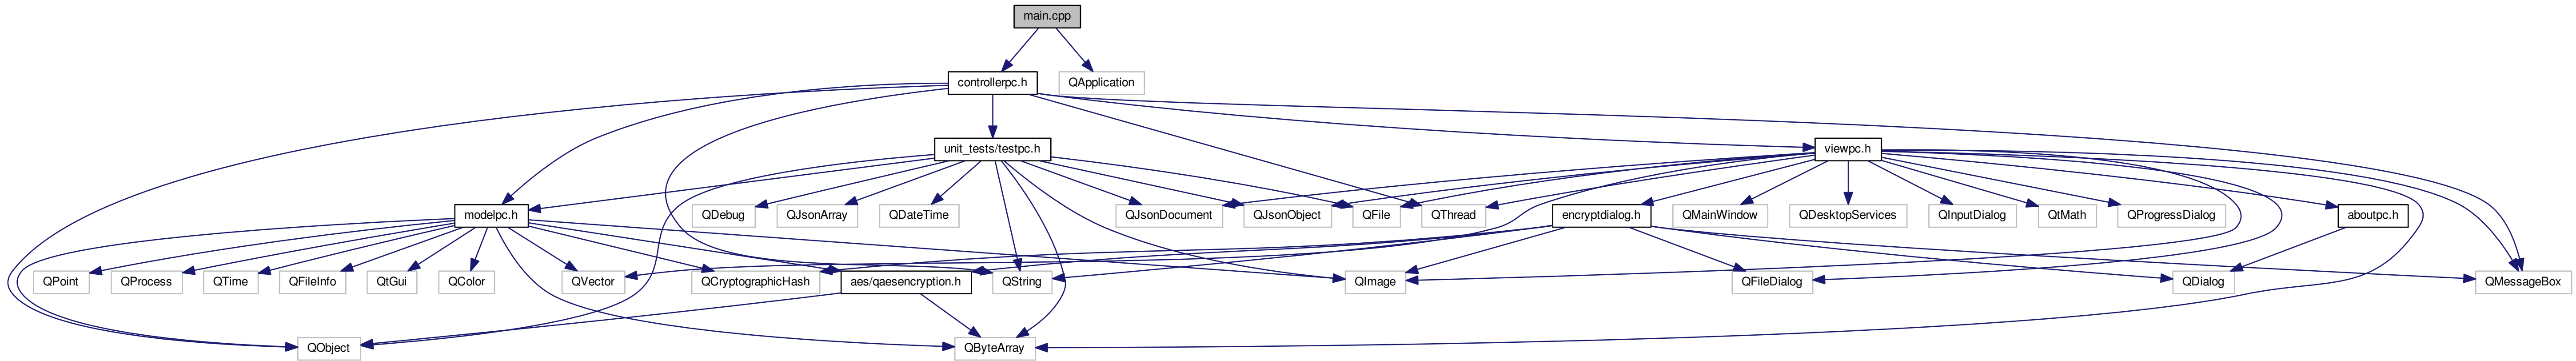 main.cpp
controllerpc.h
QApplication
unit_tests/testpc.h
viewpc.h
modelpc.h
QDebug
QJsonArray
QDateTime
QJsonDocument
QJsonObject
QFile
QThread
encryptdialog.h
QMainWindow
QDesktopServices
QInputDialog
QtMath
QProgressDialog
aboutpc.h
QPoint
QProcess
QTime
QFileInfo
QtGui
QColor
QVector
QCryptographicHash
aes/qaesencryption.h
QString
QImage
QFileDialog
QDialog
QMessageBox
QObject
QByteArray